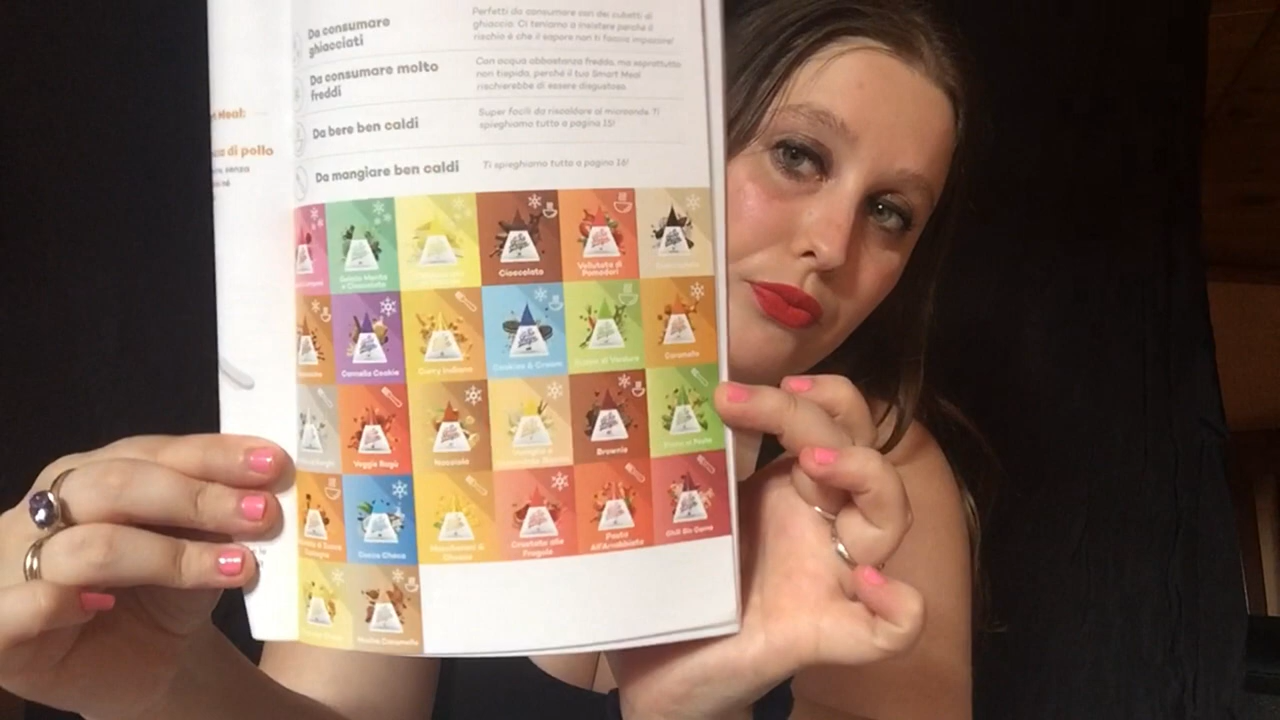 Da consumare
ghiacciati
Perfetti da consumare con dei cubetti di
ghiaccio. Ci teniamo a insistere perché il
rischio è che il sapore non ti faccia impazzire!
Da consumare molto
freddi
Con acqua abbastanza fredda, ma soprattutto
non tiepida, perché il tuo Smart Meal
rischierebbe di essere disgustoso.
Da bere ben caldi
Super facili da riscaldare al microonde Ti
spieghiamo tutto a pagina 15!
Da mangiare ben caldi
Ti spieghiamo tutto a pagina 16!
Meal:
di pollo
senza
Gelato Menta
e Cioccolato
Cioccolato
Vellutata di
Pomodori
Cannella Cookie
Curry Indiano
Cookies & Cream
di Verdure
Caramello
Veggie Ragù
Nocciola
Vaniglia e
Brownie
Cocco Choco
Maccheroni &
Cheese
Crostata alla
Fragola
Pasta
All'Arrabbiata
Chili Sin Carne
Caramello